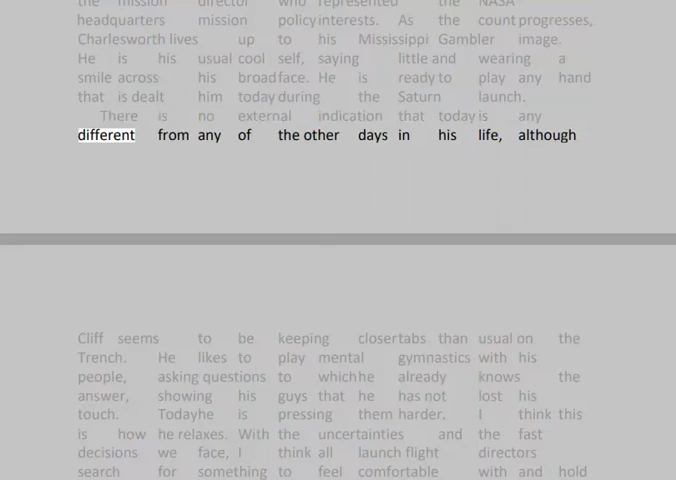 the mission director who represented the NASA
headquarters mission policy interests. As the count progresses,
Charlesworth lives up to his Mississippi Gambler image.
He is his usual cool self, saying little and wearing a
smile across his broad face. He is ready to play any hand
that is dealt him today during the Saturn launch.
There is no external indication that today is any
different from any of the other days in his life, although
Cliff seems to be keeping closer tabs than usual on the
Trench. He likes to play mental gymnastics with his
people, asking questions to which he already knows the
answer, showing his guys that he has not lost his
touch. Today he is pressing them harder. I think this
is how he relaxes. With the uncertainties and the fast
decisions we face, I think all launch flight directors
search for something to feel comfortable with and hold